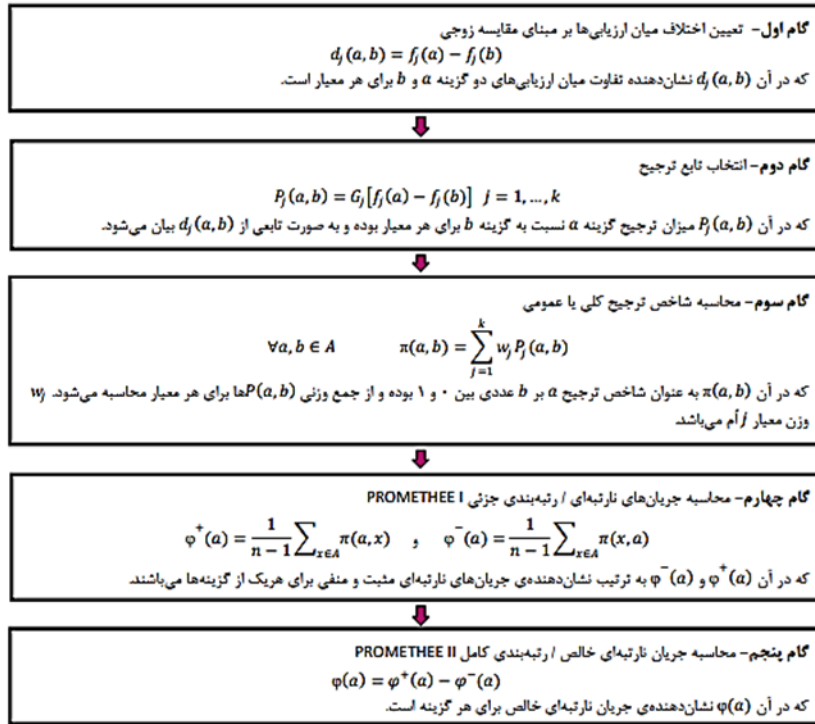 گام اول- تعیین اختلاف میان ارزیابی‌ها بر مبنای مقایسه زوجی
d_j(a, b) = f_j(a) − f_j(b)
که در آن d_j(a, b) نشان‌دهنده تفاوت میان ارزیابی‌های دو گزینه a و b برای هر معیار است.
گام دوم- انتخاب تابع ترجیح
P_j(a, b) = G_j[f_j(a) − f_j(b)] j = 1, ..., k
که در آن P_j(a, b) میزان ترجیح گزینه a نسبت به گزینه b برای هر معیار بوده و به صورت تابعی از d_j(a, b) بیان می‌شود.
گام سوم- محاسبه شاخص ترجیح کلی یا عمومی
∀a, b ∈ A π(a, b) = ∑_{j=1}^{k} w_j P_j(a, b)
که در آن π(a, b) به عنوان شاخص ترجیح a بر b عددی بین ۰ و ۱ بوده و از جمع وزنی P(a, b)ها برای هر معیار محاسبه می‌شود. w_j
وزن معیار j اُم می‌باشد.
گام چهارم- محاسبه جریان‌های نارتبه‌ای / رتبه‌بندی جزئی PROMETHEE I
φ⁺(a) = 1/(n − 1) ∑_{x∈A} π(a, x) , φ⁻(a) = 1/(n − 1) ∑_{x∈A} π(x, a)
که در آن φ⁺(a) و φ⁻(a) به ترتیب نشان‌دهنده‌ی جریان‌های نارتبه‌ای مثبت و منفی برای هریک از گزینه‌ها می‌باشند.
گام پنجم- محاسبه جریان نارتبه‌ای خالص / رتبه‌بندی کامل PROMETHEE II
φ(a) = φ⁺(a) − φ⁻(a)
که در آن φ(a) نشان‌دهنده‌ی جریان نارتبه‌ای خالص برای هر گزینه است.